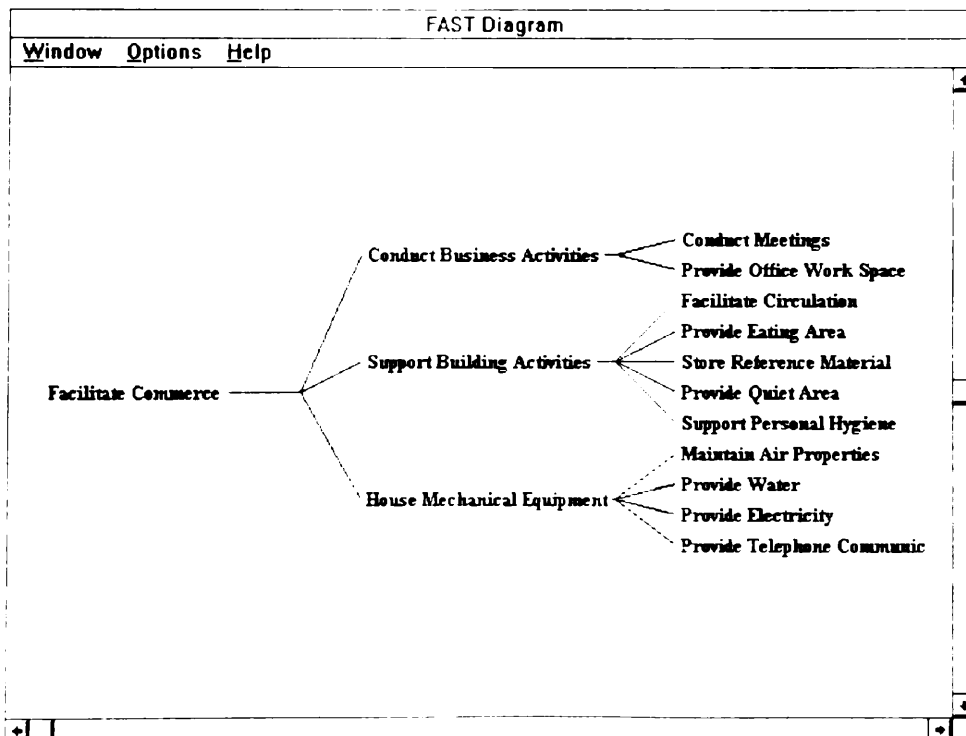 FAST Diagram
Window Options Help
Conduct Meetings
Conduct Business Activities
Provide Office Work Space
Facilitate Circulation
Provide Eating Area
Support Building Activities
Store Reference Material
Facilitate Commerce
Provide Quiet Area
Support Personal Hygiene
Maintain Air Properties
Provide Water
House Mechanical Equipment
Provide Electricity
Provide Telephone Communic